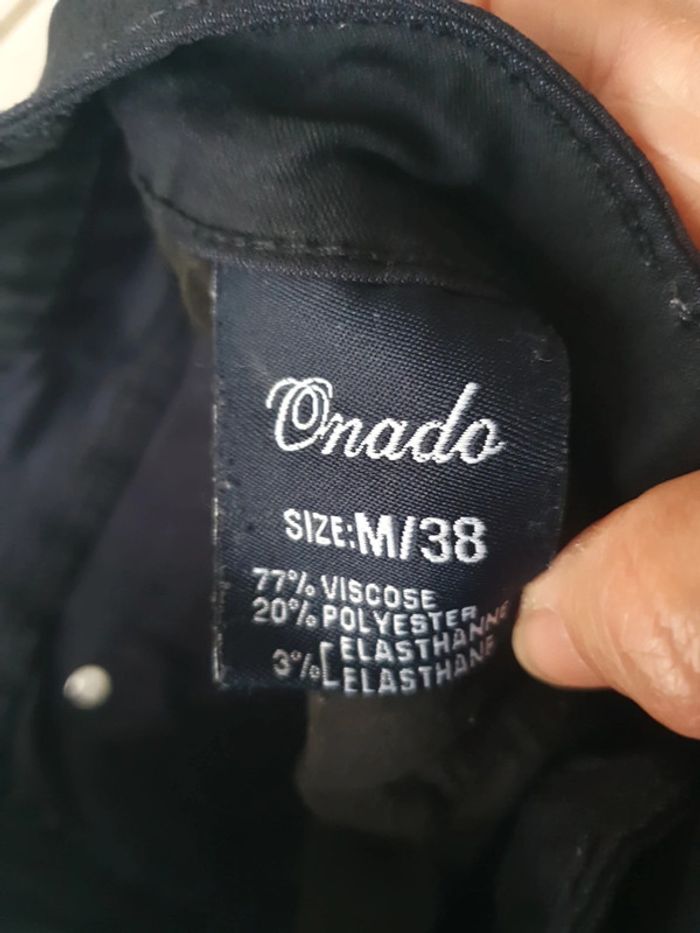 Onado
SIZE:M/38
77% VISCOSE
20% POLYESTER
3% ELASTHANNE
ELASTHANE